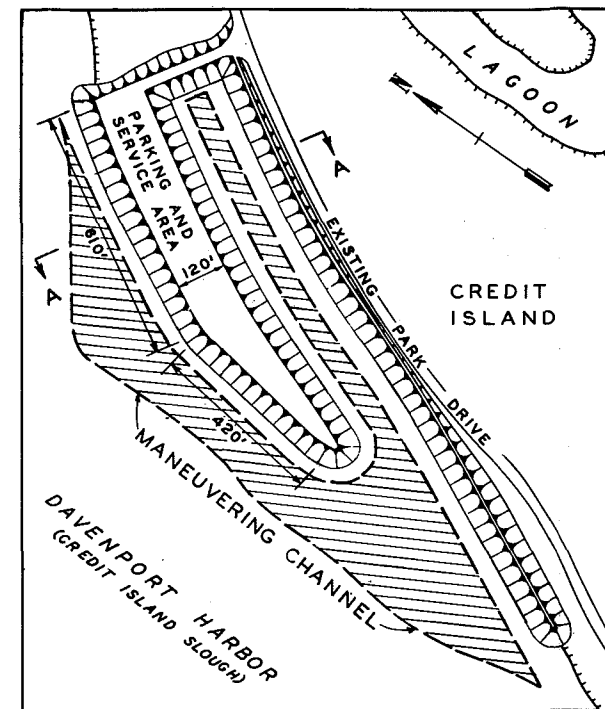 LAGOON
N
PARKING AND
SERVICE AREA
A
A
EXISTING PARK DRIVE
120'
610'
CREDIT
ISLAND
420'
MANEUVERING CHANNEL
DAVENPORT HARBOR
(CREDIT ISLAND SLOUGH)